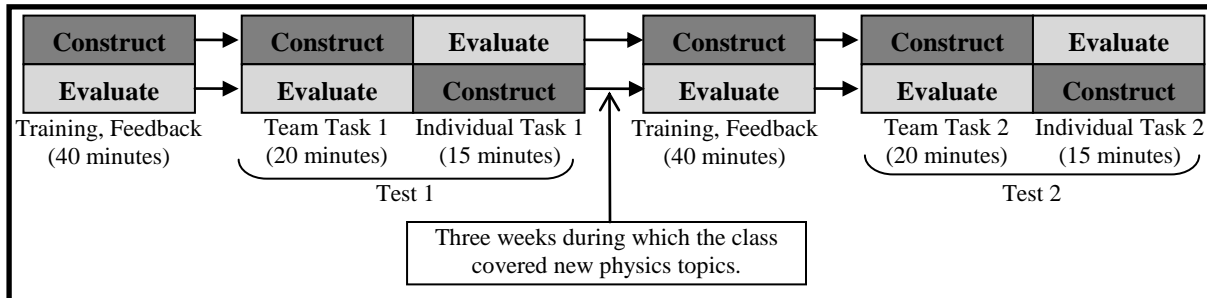 Construct Construct Evaluate Construct Construct Evaluate
Evaluate Evaluate Construct Evaluate Evaluate Construct
Training, Feedback Team Task 1 Individual Task 1 Training, Feedback Team Task 2 Individual Task 2
(40 minutes) (20 minutes) (15 minutes) (40 minutes) (20 minutes) (15 minutes)
Test 1 Test 2
Three weeks during which the class
covered new physics topics.